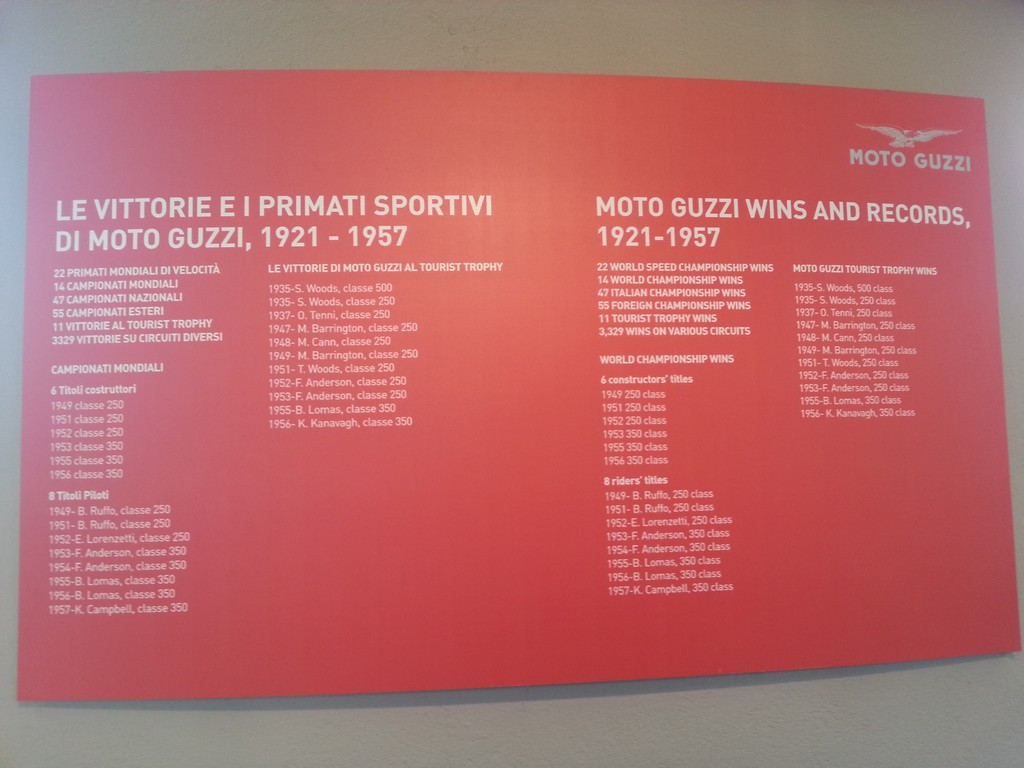 MOTO GUZZI
LE VITTORIE E I PRIMATI SPORTIVI
DI MOTO GUZZI, 1921 - 1957
22 PRIMATI MONDIALI DI VELOCITÀ
14 CAMPIONATI MONDIALI
47 CAMPIONATI NAZIONALI
55 CAMPIONATI ESTERI
11 VITTORIE AL TOURIST TROPHY
3329 VITTORIE SU CIRCUITI DIVERSI
CAMPIONATI MONDIALI
6 Titoli costruttori
1949 classe 250
1951 classe 250
1952 classe 250
1953 classe 350
1955 classe 350
1956 classe 350
8 Titoli Piloti
1949- B. Ruffo, classe 250
1951- B. Ruffo, classe 250
1952-E. Lorenzetti, classe 250
1953-F. Anderson, classe 350
1954-F. Anderson, classe 350
1955-B. Lomas, classe 350
1956-B. Lomas, classe 350
1957-K. Campbell, classe 350
LE VITTORIE DI MOTO GUZZI AL TOURIST TROPHY
1935-S. Woods, classe 500
1935- S. Woods, classe 250
1937- O. Tenni, classe 250
1947- M. Barrington, classe 250
1948- M. Cann, classe 250
1949- M. Barrington, classe 250
1951- T. Woods, classe 250
1952-F. Anderson, classe 250
1953-F. Anderson, classe 250
1955-B. Lomas, classe 350
1956- K. Kanavagh, classe 350
MOTO GUZZI WINS AND RECORDS,
1921-1957
22 WORLD SPEED CHAMPIONSHIP WINS
14 WORLD CHAMPIONSHIP WINS
47 ITALIAN CHAMPIONSHIP WINS
55 FOREIGN CHAMPIONSHIP WINS
11 TOURIST TROPHY WINS
3,329 WINS ON VARIOUS CIRCUITS
WORLD CHAMPIONSHIP WINS
6 constructors' titles
1949 250 class
1951 250 class
1952 250 class
1953 350 class
1955 350 class
1956 350 class
8 riders' titles
1949- B. Ruffo, 250 class
1951- B. Ruffo, 250 class
1952-E. Lorenzetti, 250 class
1953-F. Anderson, 350 class
1954-F. Anderson, 350 class
1955-B. Lomas, 350 class
1956-B. Lomas, 350 class
1957-K. Campbell, 350 class
MOTO GUZZI TOURIST TROPHY WINS
1935-S. Woods, 500 class
1935- S. Woods, 250 class
1937- O. Tenni, 250 class
1947- M. Barrington, 250 class
1948- M. Cann, 250 class
1949- M. Barrington, 250 class
1951- T. Woods, 250 class
1952-F. Anderson, 250 class
1953-F. Anderson, 250 class
1955-B. Lomas, 350 class
1956- K. Kanavagh, 350 class